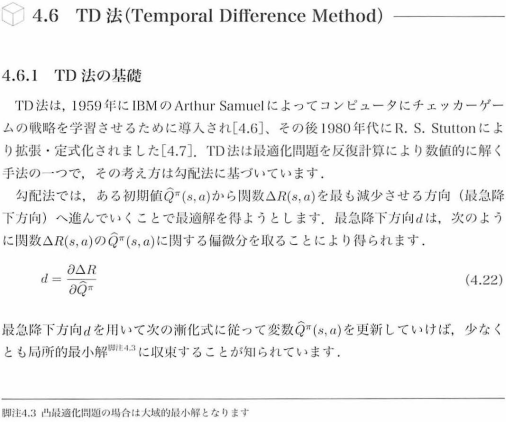 4.6 TD法(Temporal Difference Method)
4.6.1 TD法の基礎
TD法は，1959年にIBMのArthur Samuelによってコンピュータにチェッカーゲー
ムの戦略を学習させるために導入され[4.6]、その後1980年代にR. S. Stuttonによ
り拡張・定式化されました[4.7]．TD法は最適化問題を反復計算により数値的に解く
手法の一つで，その考え方は勾配法に基づいています．
勾配法では，ある初期値Q̂^π(s,a)から関数ΔR(s,a)を最も減少させる方向（最急降
下方向）へ進んでいくことで最適解を得ようとします．最急降下方向dは，次のよう
に関数ΔR(s,a)のQ̂^π(s,a)に関する偏微分を取ることにより得られます．
d = ∂ΔR / ∂Q̂^π (4.22)
最急降下方向dを用いて次の漸化式に従って変数Q̂^π(s,a)を更新していけば，少なく
とも局所的最小解脚注4.3に収束することが知られています．
脚注4.3 凸最適化問題の場合は大域的最小解となります